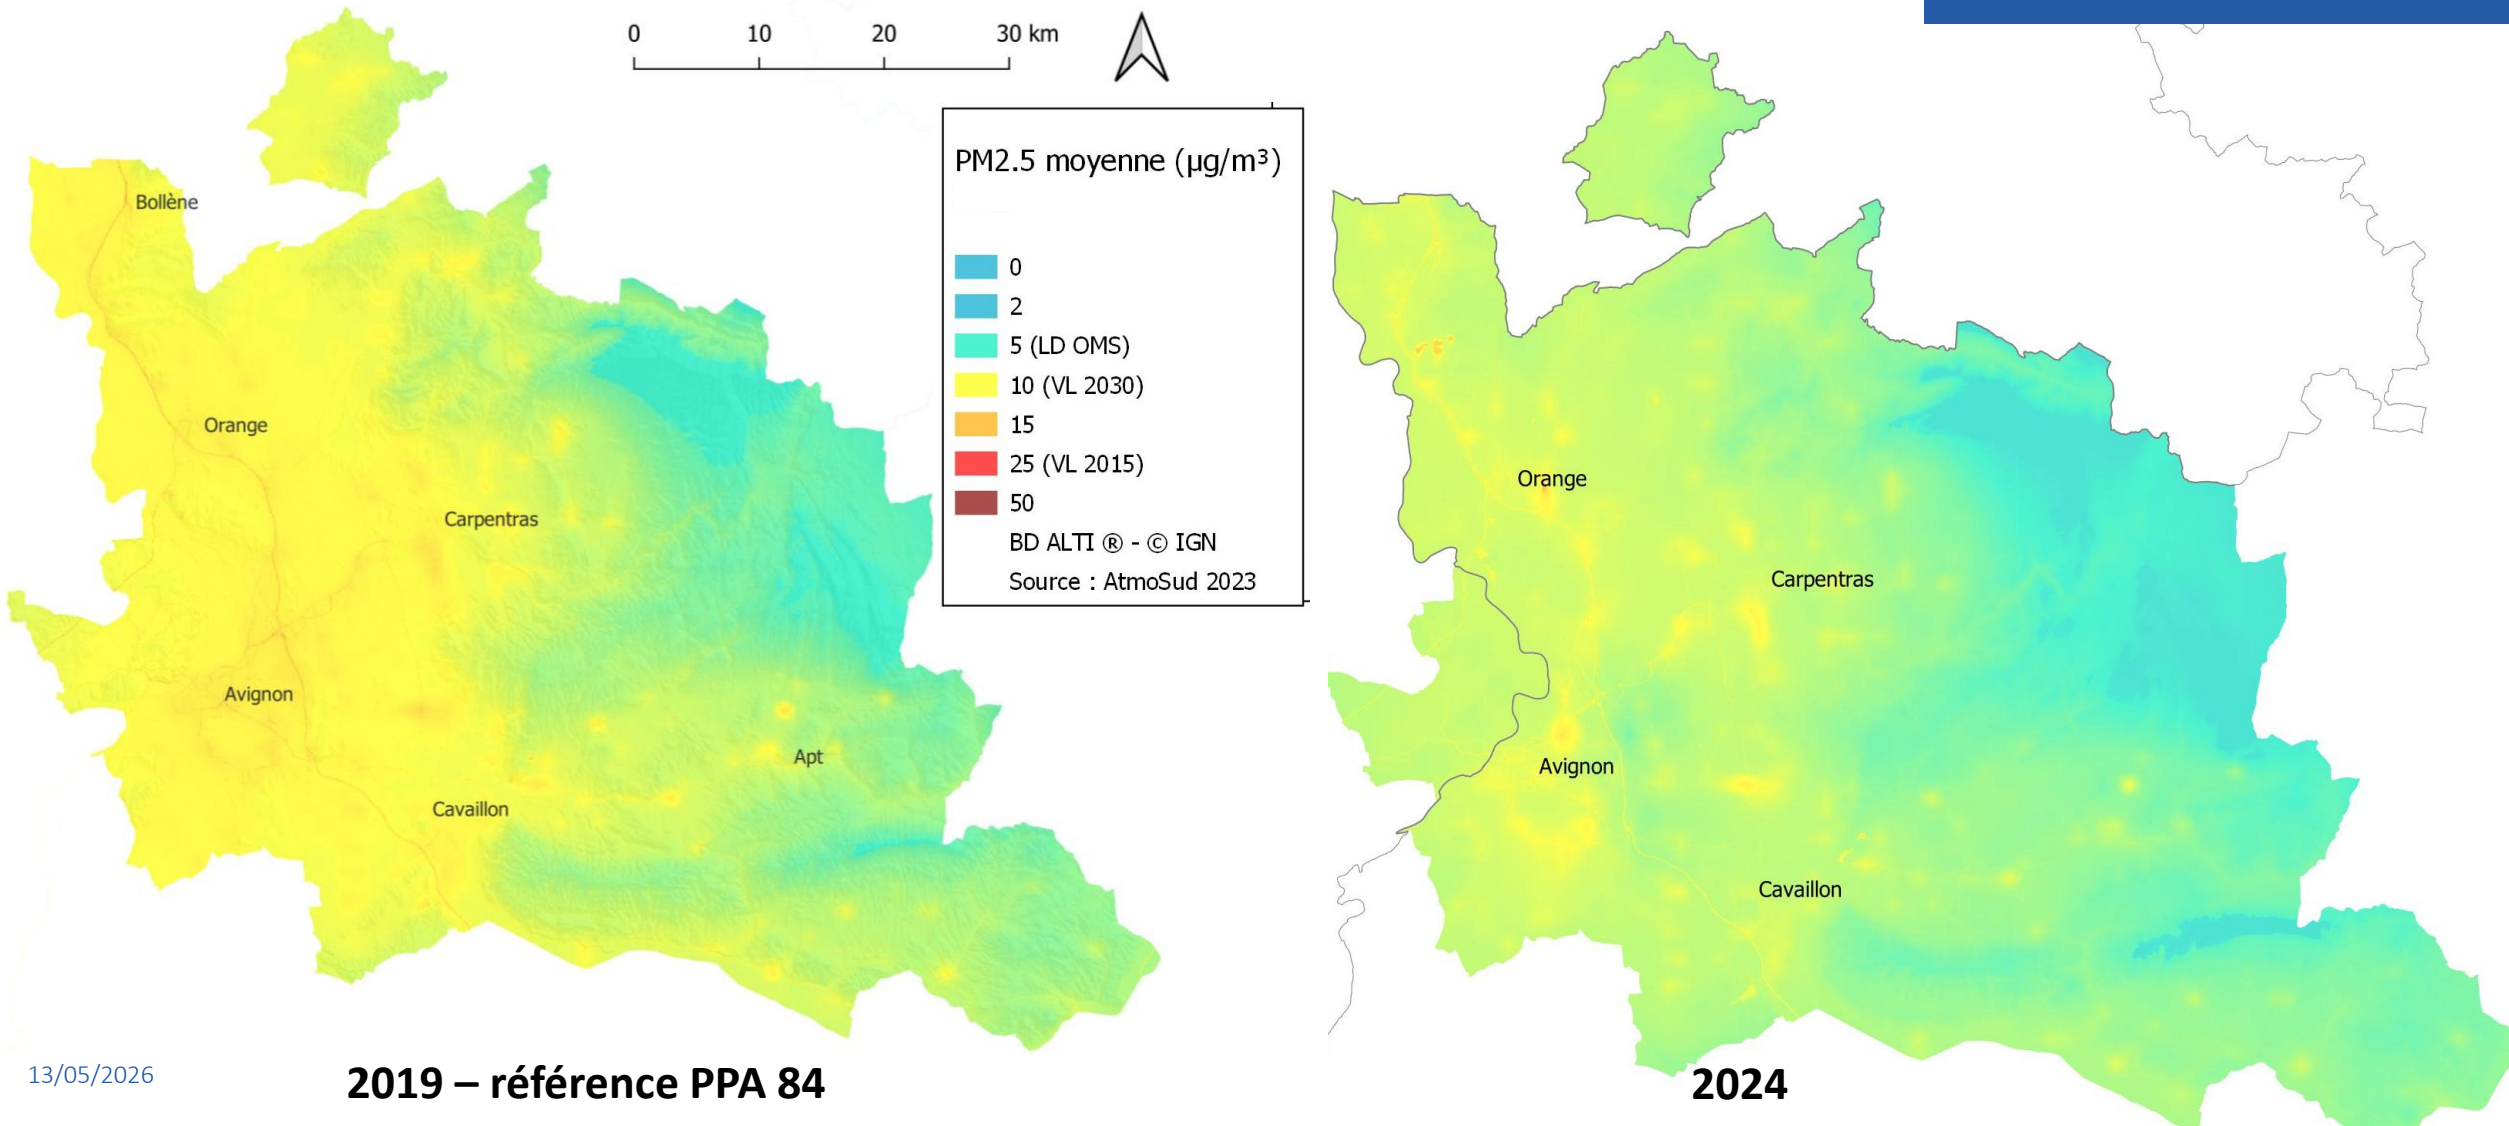 0 10 20 30 km
PM2.5 moyenne (µg/m³)
0
2
5 (LD OMS)
10 (VL 2030)
15
25 (VL 2015)
50
BD ALTI ® - © IGN
Source : AtmoSud 2023
Bollène
Orange
Carpentras
Avignon
Apt
Cavaillon
Orange
Carpentras
Avignon
Cavaillon
13/05/2026
2019 – référence PPA 84
2024